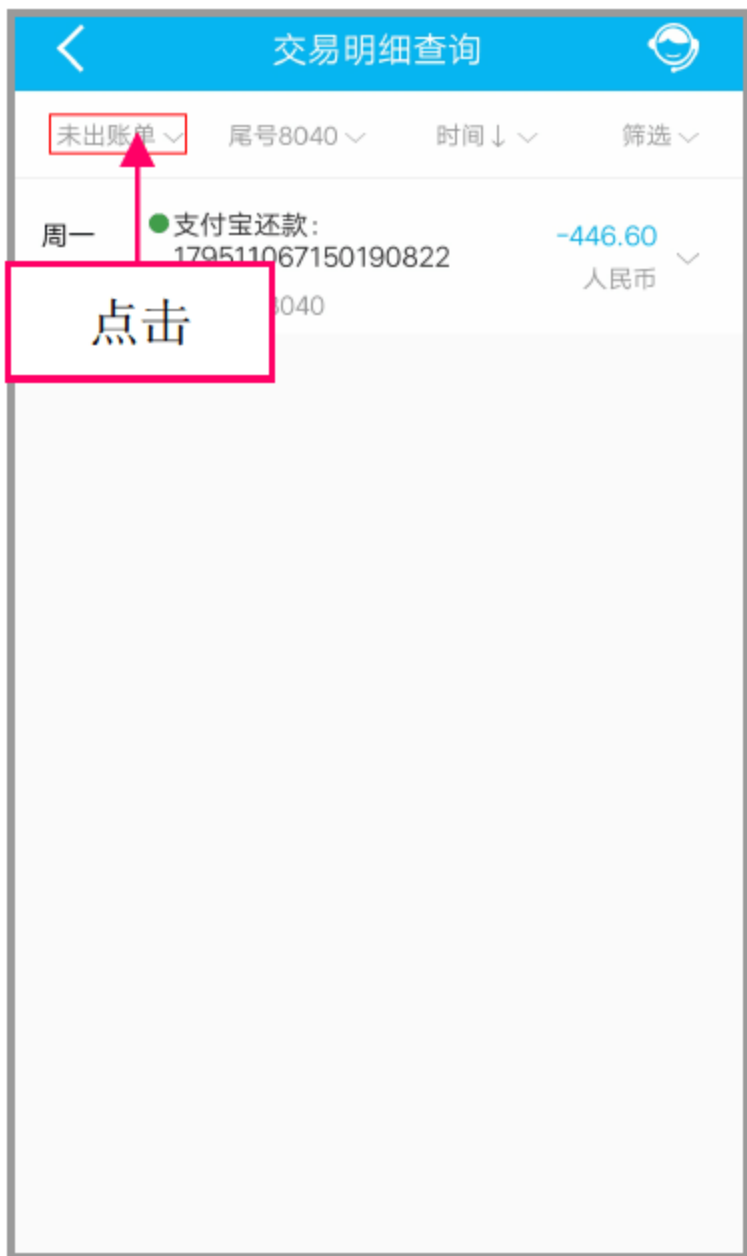 交易明细查询
未出账单 尾号8040 时间↓ 筛选
周一
支付宝还款：
179511067150190822
-446.60
人民币
8040
点击